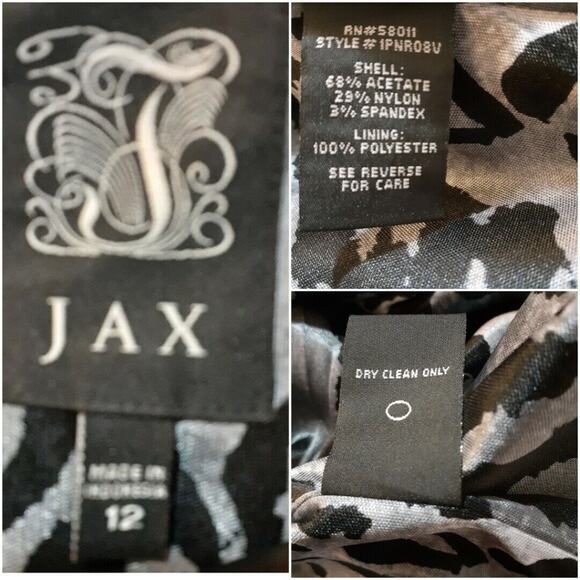 J
JAX
MADE IN
INDONESIA
12
RN#58011
STYLE #1PNR08V
SHELL:
68% ACETATE
29% NYLON
3% SPANDEX
LINING:
100% POLYESTER
SEE REVERSE
FOR CARE
DRY CLEAN ONLY